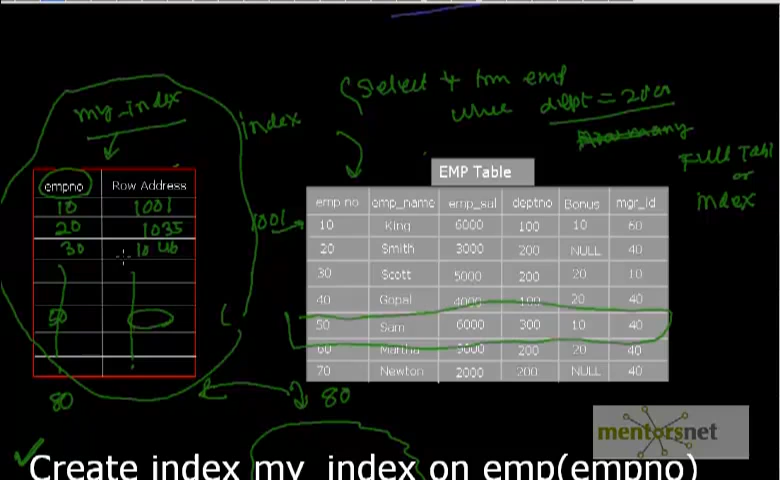 Select * from emp
where dept = 200
my_index
index
Full Tabl
or
index
EMP Table
empno Row Address
10 1001
20 1035
30 10
50
80
1001
emp no emp_name emp_sal deptno Bonus mgr_id
10 King 6000 100 10 60
20 Smith 3000 200 NULL 40
30 Scott 5000 200 20 10
40 Gopal 4000 100 20 40
50 Sam 6000 300 10 40
60 Martha 5000 200 20 40
70 Newton 2000 200 NULL 40
80
mentorsnet
Create index my_index on emp(empno)